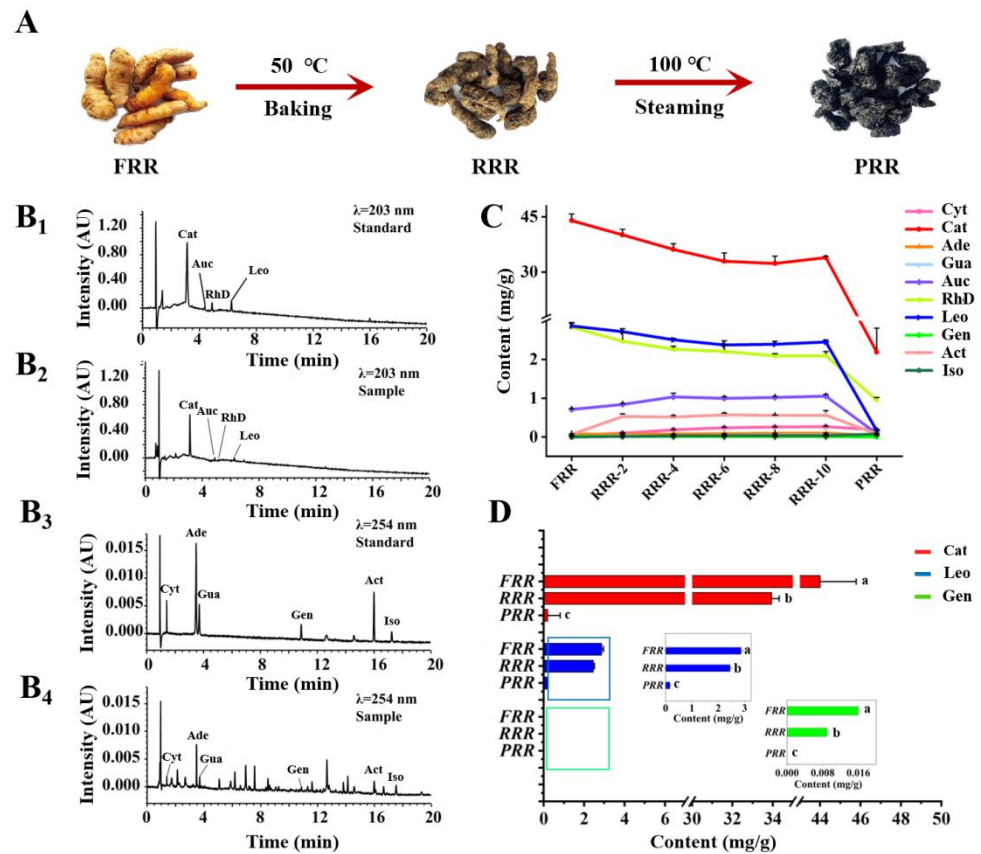 A
50 °C
Baking
100 °C
Steaming
FRR
RRR
PRR
B1
Intensity (AU)
1.20
0.80
0.40
0.00
λ=203 nm
Standard
Cat
Auc
RhD
Leo
0 4 8 12 16 20
Time (min)
B2
Intensity (AU)
1.20
0.80
0.40
0.00
λ=203 nm
Sample
Cat
Auc
RhD
Leo
0 4 8 12 16 20
Time (min)
B3
Intensity (AU)
0.015
0.010
0.005
0.000
λ=254 nm
Standard
Cyt
Ade
Gua
Gen
Act
Iso
0 4 8 12 16 20
Time (min)
B4
Intensity (AU)
0.015
0.010
0.005
0.000
λ=254 nm
Sample
Cyt
Ade
Gua
Gen
Act
Iso
0 4 8 12 16 20
Time (min)
C
Content (mg/g)
45
30
2
1
0
FRR
RRR-2
RRR-4
RRR-6
RRR-8
RRR-10
PRR
Cyt
Cat
Ade
Gua
Auc
RhD
Leo
Gen
Act
Iso
D
Cat
Leo
Gen
FRR a
RRR b
PRR c
FRR
RRR
PRR
FRR a
RRR b
PRR c
0 1 2 3
Content (mg/g)
FRR
RRR
PRR
FRR a
RRR b
PRR c
0.000 0.008 0.016
Content (mg/g)
0 2 4 6 30 32 34 44 46 48 50
Content (mg/g)